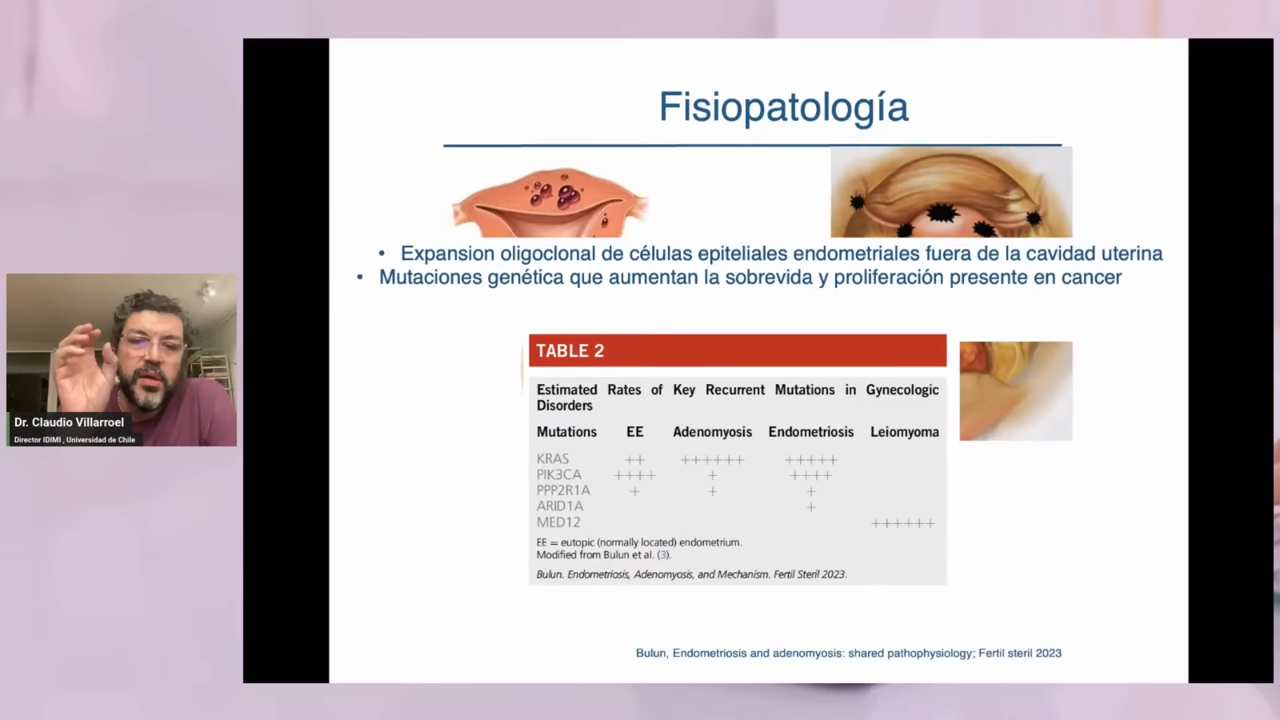 Fisiopatología
• Expansion oligoclonal de células epiteliales endometriales fuera de la cavidad uterina
• Mutaciones genética que aumentan la sobrevida y proliferación presente en cancer
TABLE 2
Estimated Rates of Key Recurrent Mutations in Gynecologic
Disorders
Mutations EE Adenomyosis Endometriosis Leiomyoma
KRAS ++ ++++++ +++++
PIK3CA ++++ + ++++
PPP2R1A + + +
ARID1A +
MED12 ++++++
EE = eutopic (normally located) endometrium.
Modified from Bulun et al. (3).
Bulun. Endometriosis, Adenomyosis, and Mechanism. Fertil Steril 2023.
Bulun, Endometriosis and adenomyosis: shared pathophysiology; Fertil steril 2023
Dr. Claudio Villarroel
Director IDIMI , Universidad de Chile